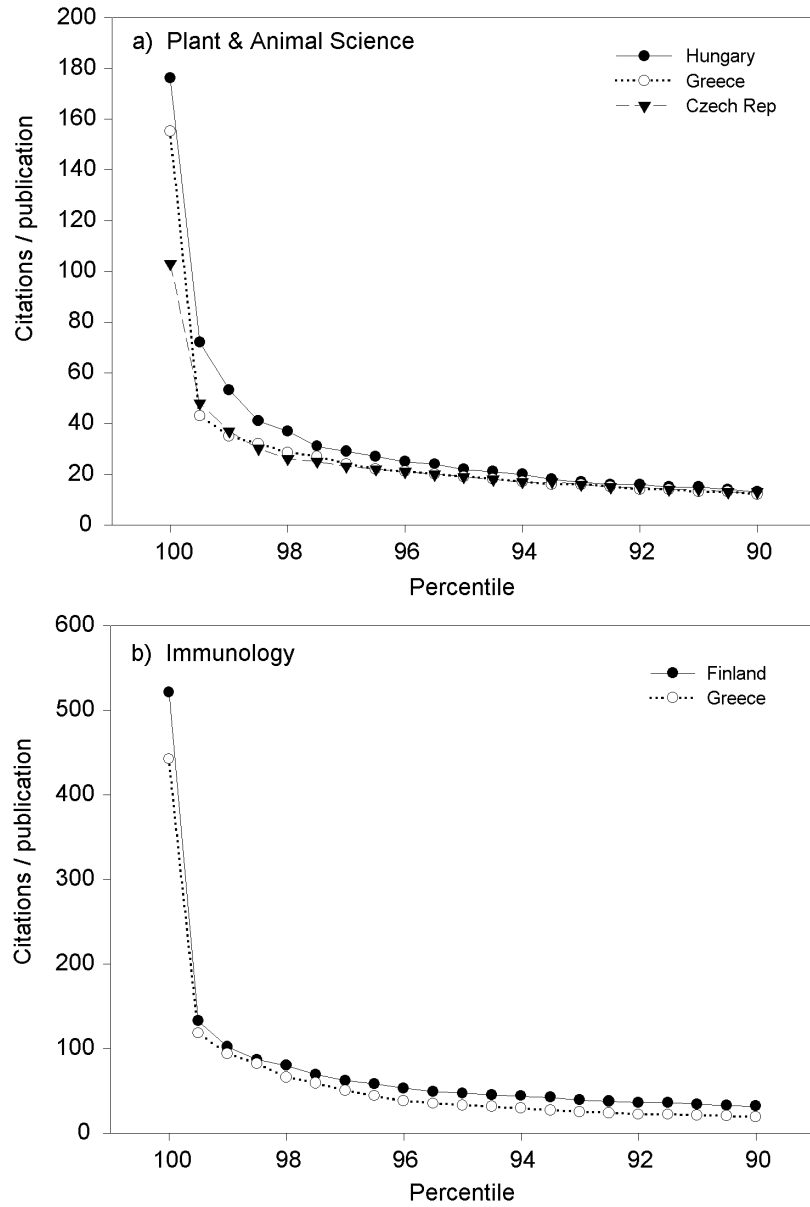 a) Plant & Animal Science
Hungary
Greece
Czech Rep
Citations / publication
200
180
160
140
120
100
80
60
40
20
0
100 98 96 94 92 90
Percentile
b) Immunology
Finland
Greece
Citations / publication
600
500
400
300
200
100
0
100 98 96 94 92 90
Percentile